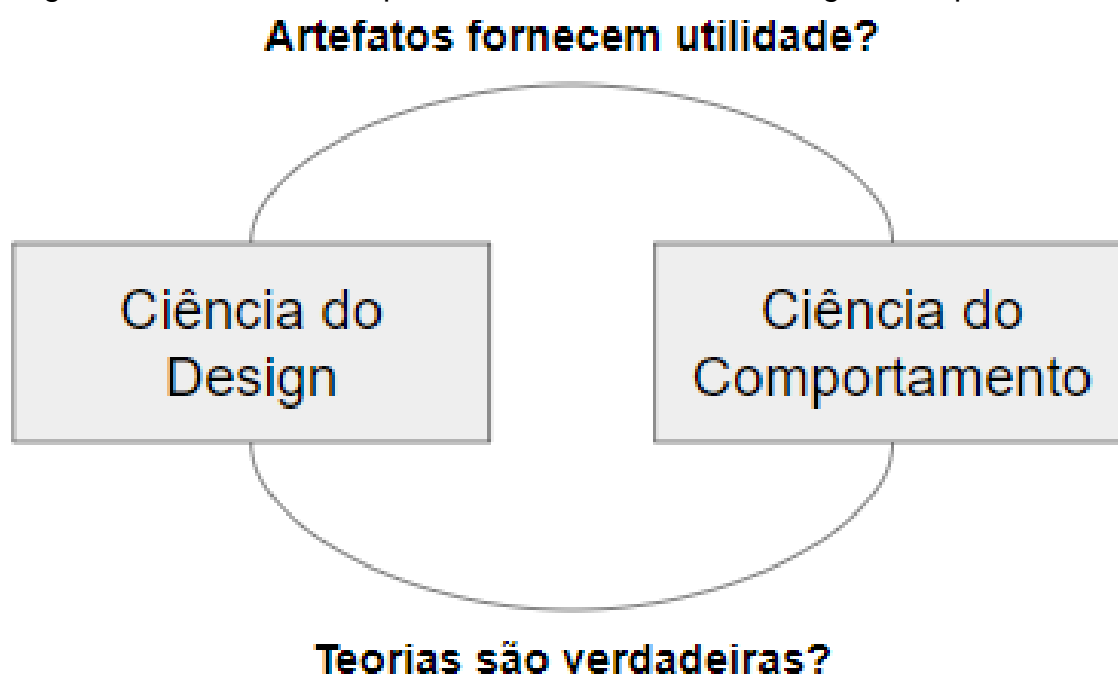 Artefatos fornecem utilidade?
Ciência do
Design
Ciência do
Comportamento
Teorias são verdadeiras?